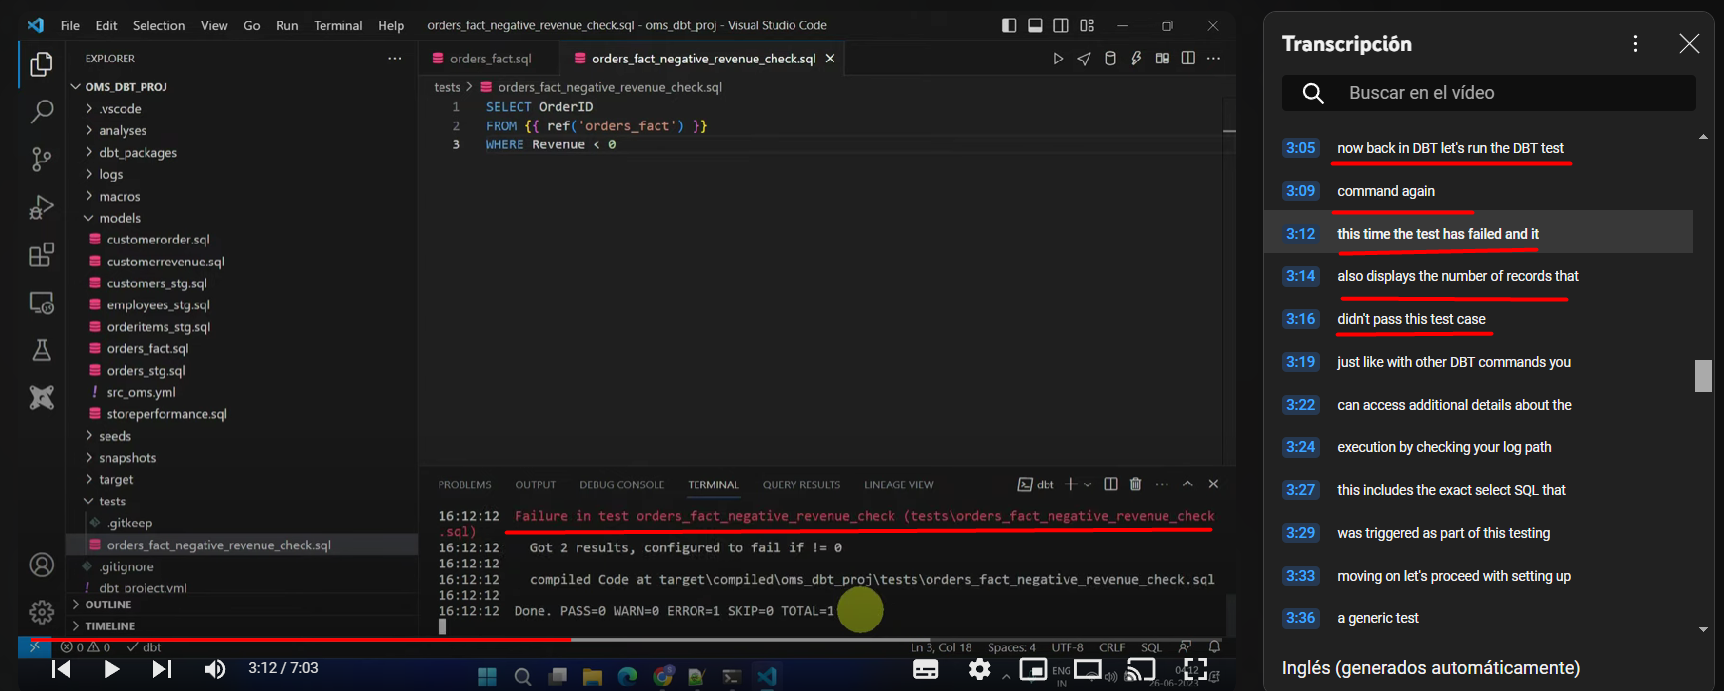 File Edit Selection View Go Run Terminal Help orders_fact_negative_revenue_check.sql - oms_dbt_proj - Visual Studio Code
EXPLORER
OMS_DBT_PROJ
.vscode
analyses
dbt_packages
logs
macros
models
customerorder.sql
customerrevenue.sql
customers_stg.sql
employees_stg.sql
orderitems_stg.sql
orders_fact.sql
orders_stg.sql
! src_oms.yml
storeperformance.sql
seeds
snapshots
target
tests
.gitkeep
orders_fact_negative_revenue_check.sql
.gitignore
! dbt_project.yml
OUTLINE
TIMELINE
orders_fact.sql orders_fact_negative_revenue_check.sql
tests > orders_fact_negative_revenue_check.sql
1 SELECT OrderID
2 FROM {{ ref('orders_fact') }}
3 WHERE Revenue < 0
PROBLEMS OUTPUT DEBUG CONSOLE TERMINAL QUERY RESULTS LINEAGE VIEW dbt
16:12:12 Failure in test orders_fact_negative_revenue_check (tests\orders_fact_negative_revenue_check
.sql)
16:12:12 Got 2 results, configured to fail if != 0
16:12:12
16:12:12 compiled Code at target\compiled\oms_dbt_proj\tests\orders_fact_negative_revenue_check.sql
16:12:12
16:12:12 Done. PASS=0 WARN=0 ERROR=1 SKIP=0 TOTAL=1
0 0 dbt Ln 3, Col 18 Spaces: 4 UTF-8 CRLF SQL
3:12 / 7:03
ENG
IN
04:12
26-06-2023
Transcripción
Buscar en el vídeo
3:05 now back in DBT let's run the DBT test
3:09 command again
3:12 this time the test has failed and it
3:14 also displays the number of records that
3:16 didn't pass this test case
3:19 just like with other DBT commands you
3:22 can access additional details about the
3:24 execution by checking your log path
3:27 this includes the exact select SQL that
3:29 was triggered as part of this testing
3:33 moving on let's proceed with setting up
3:36 a generic test
Inglés (generados automáticamente)